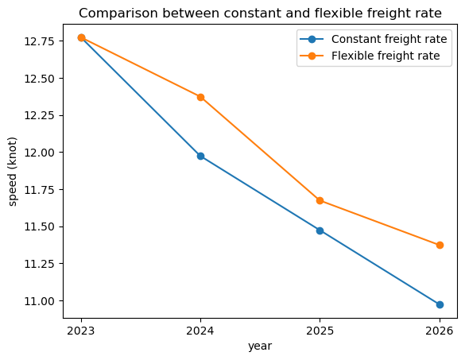 Comparison between constant and flexible freight rate
Constant freight rate
Flexible freight rate
12.75
12.50
12.25
12.00
11.75
11.50
11.25
11.00
speed (knot)
2023 2024 2025 2026
year